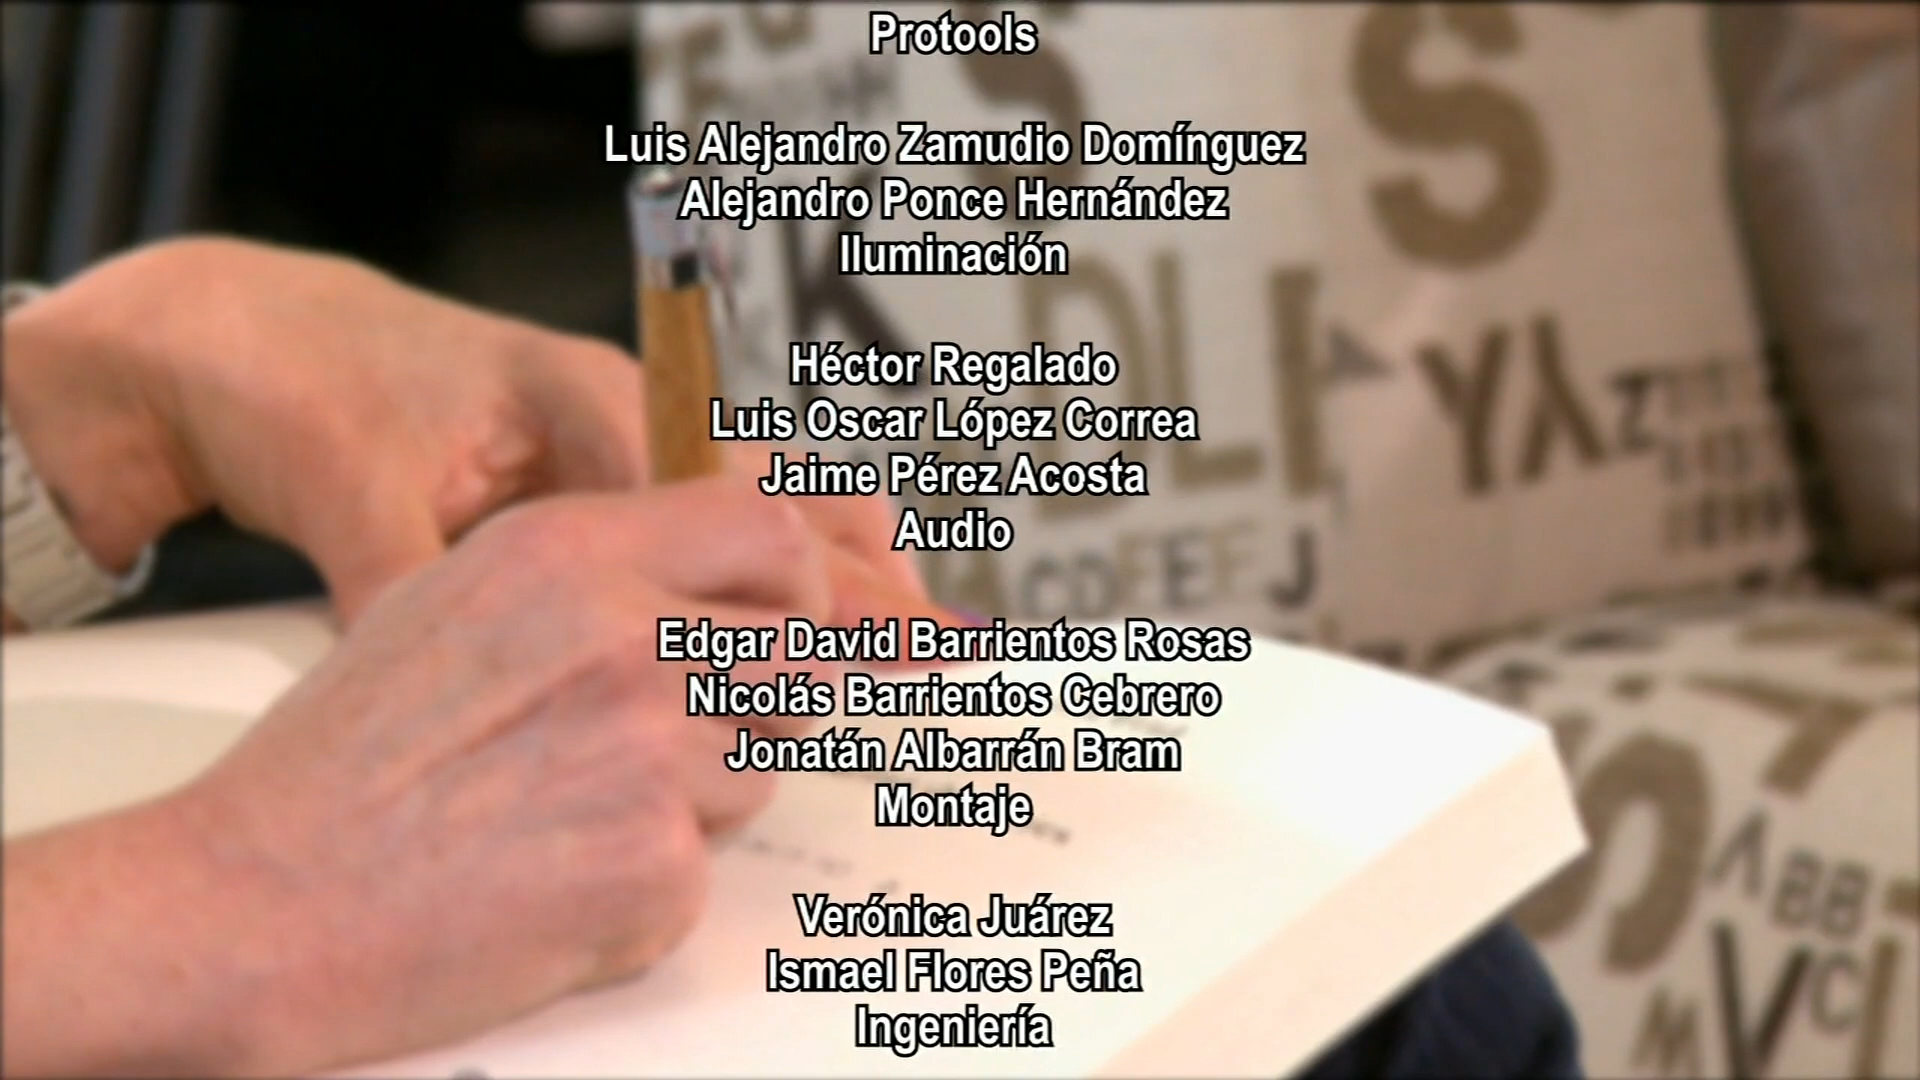 Protools
Luis Alejandro Zamudio Domínguez
Alejandro Ponce Hernández
Iluminación
Héctor Regalado
Luis Oscar López Correa
Jaime Pérez Acosta
Audio
Edgar David Barrientos Rosas
Nicolás Barrientos Cebrero
Jonatán Albarrán Bram
Montaje
Verónica Juárez
Ismael Flores Peña
Ingeniería